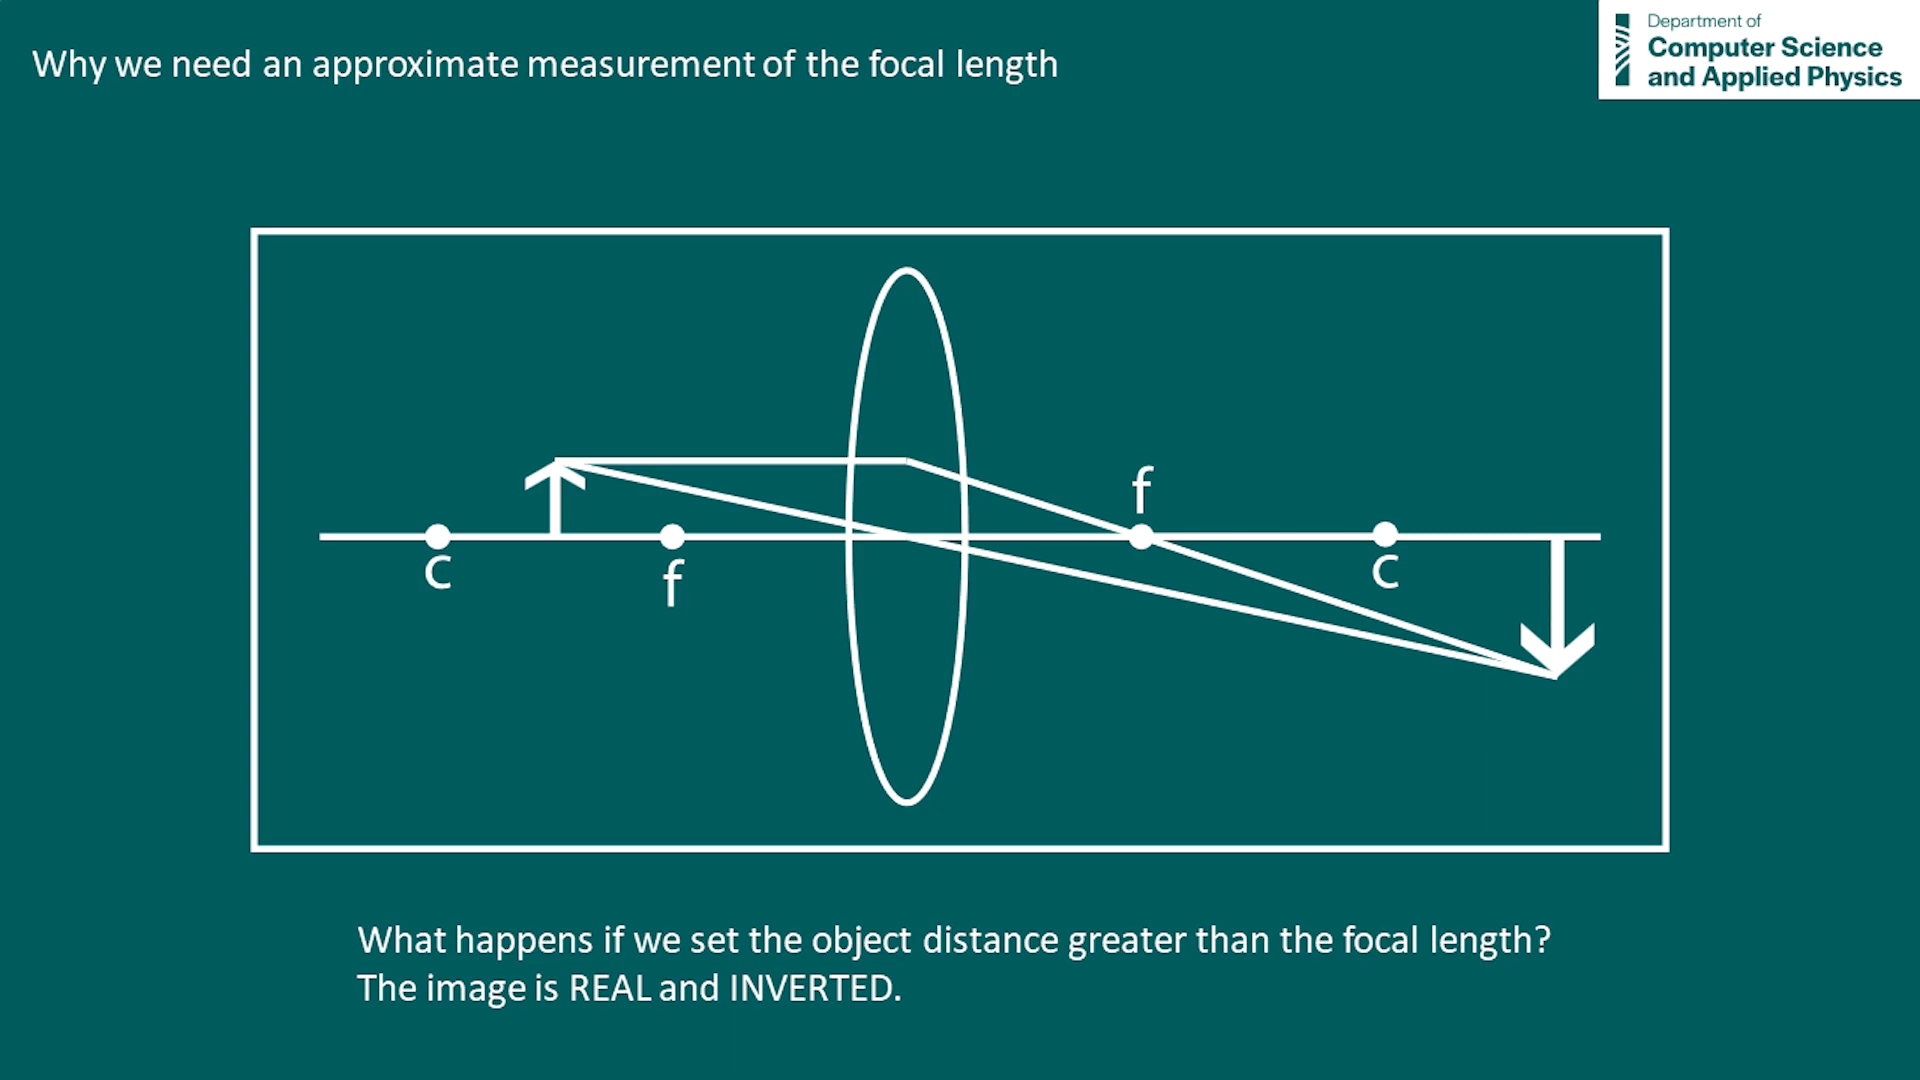 Why we need an approximate measurement of the focal length
Department of
Computer Science
and Applied Physics
f
c
f
c
What happens if we set the object distance greater than the focal length?
The image is REAL and INVERTED.